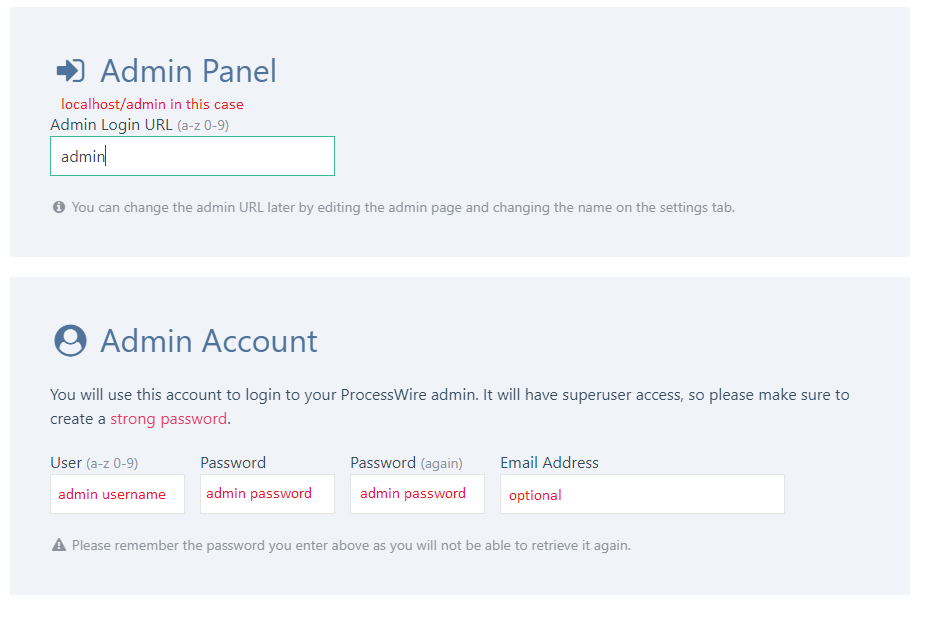 Admin Panel
localhost/admin in this case
Admin Login URL (a-z 0-9)
admin
You can change the admin URL later by editing the admin page and changing the name on the settings tab.
Admin Account
You will use this account to login to your ProcessWire admin. It will have superuser access, so please make sure to
create a strong password.
User (a-z 0-9) Password Password (again) Email Address
admin username admin password admin password optional
Please remember the password you enter above as you will not be able to retrieve it again.